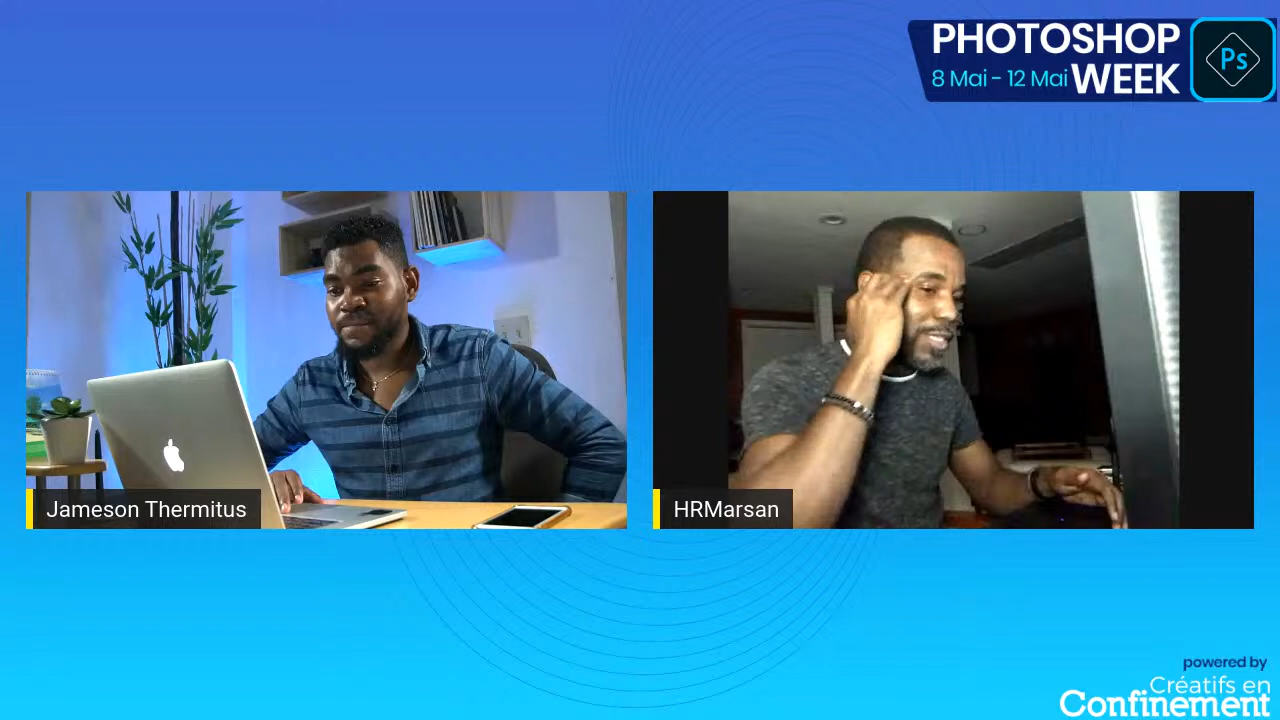 PHOTOSHOP
8 Mai - 12 Mai WEEK
Ps
Jameson Thermitus
HRMarsan
powered by
Créatifs en
Confinement